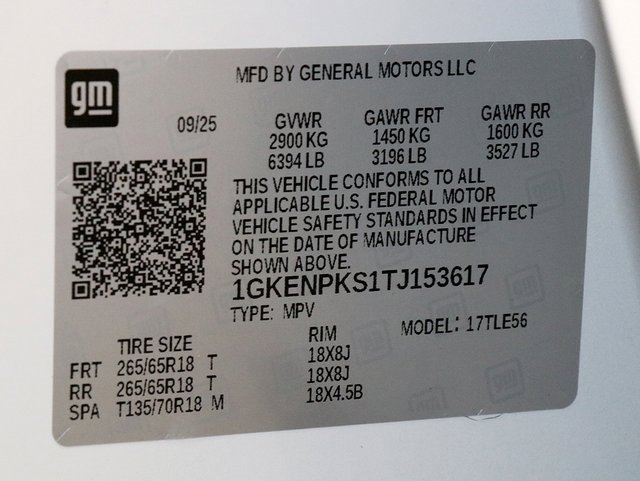 gm
MFD BY GENERAL MOTORS LLC
09/25
GVWR GAWR FRT GAWR RR
2900 KG 1450 KG 1600 KG
6394 LB 3196 LB 3527 LB
THIS VEHICLE CONFORMS TO ALL
APPLICABLE U.S. FEDERAL MOTOR
VEHICLE SAFETY STANDARDS IN EFFECT
ON THE DATE OF MANUFACTURE
SHOWN ABOVE.
1GKENPKS1TJ153617
TYPE: MPV
MODEL: 17TLE56
TIRE SIZE RIM
FRT 265/65R18 T 18X8J
RR 265/65R18 T 18X8J
SPA T135/70R18 M 18X4.5B